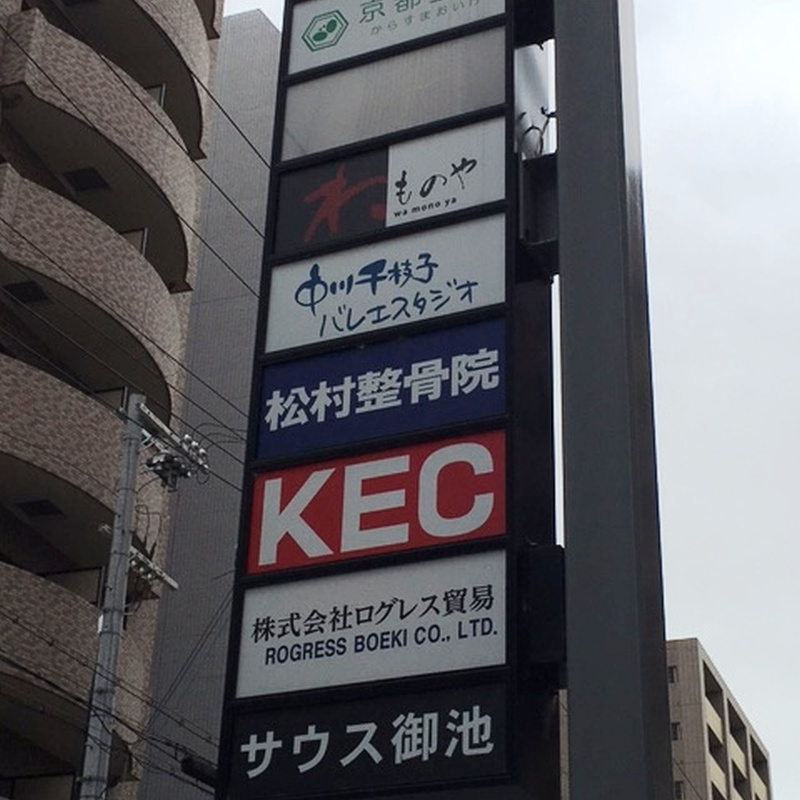 京都
からすまおいけ
わものや
wa mono ya
中川千枝子
バレエスタジオ
松村整骨院
KEC
株式会社ログレス貿易
ROGRESS BOEKI CO., LTD.
サウス御池